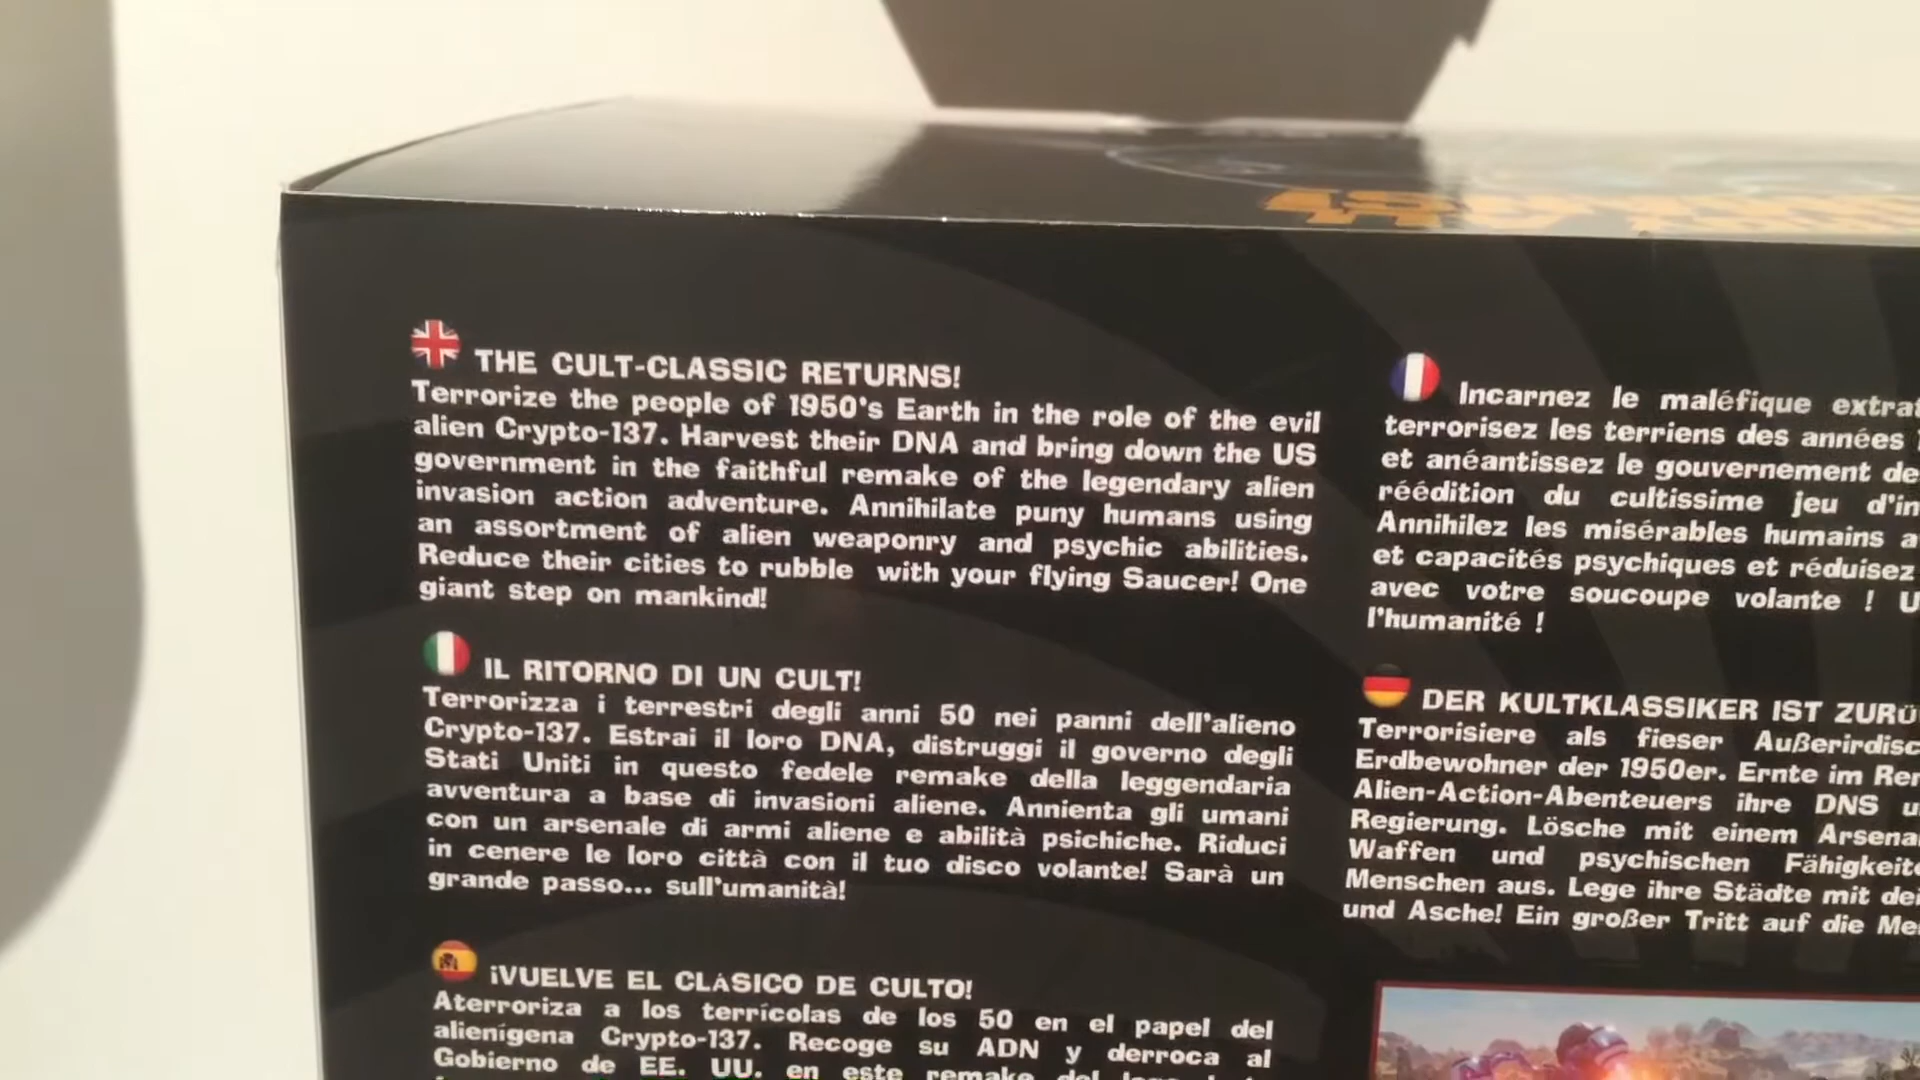 THE CULT-CLASSIC RETURNS!
Terrorize the people of 1950's Earth in the role of the evil
alien Crypto-137. Harvest their DNA and bring down the US
government in the faithful remake of the legendary alien
invasion action adventure. Annihilate puny humans using
an assortment of alien weaponry and psychic abilities.
Reduce their cities to rubble with your flying Saucer! One
giant step on mankind!
IL RITORNO DI UN CULT!
Terrorizza i terrestri degli anni 50 nei panni dell'alieno
Crypto-137. Estrai il loro DNA, distruggi il governo degli
Stati Uniti in questo fedele remake della leggendaria
avventura a base di invasioni aliene. Annienta gli umani
con un arsenale di armi aliene e abilità psichiche. Riduci
in cenere le loro città con il tuo disco volante! Sarà un
grande passo... sull'umanità!
¡VUELVE EL CLÁSICO DE CULTO!
Aterroriza a los terrícolas de los 50 en el papel del
alienígena Crypto-137. Recoge su ADN y derroca al
Gobierno de EE. UU. en este remake del
Incarnez le maléfique
terrorisez les terriens des années
et anéantissez le gouvernement
réédition du cultissime jeu
Annihilez les misérables humains
et capacités psychiques et réduisez
avec votre soucoupe volante !
l'humanité !
DER KULTKLASSIKER IST
Terrorisiere als fieser
Erdbewohner der 1950er. Ernte im
Alien-Action-Abenteuers ihre DNS
Regierung. Lösche mit einem
Waffen und psychischen
Menschen aus. Lege ihre Städte mit
und Asche! Ein großer Tritt auf die